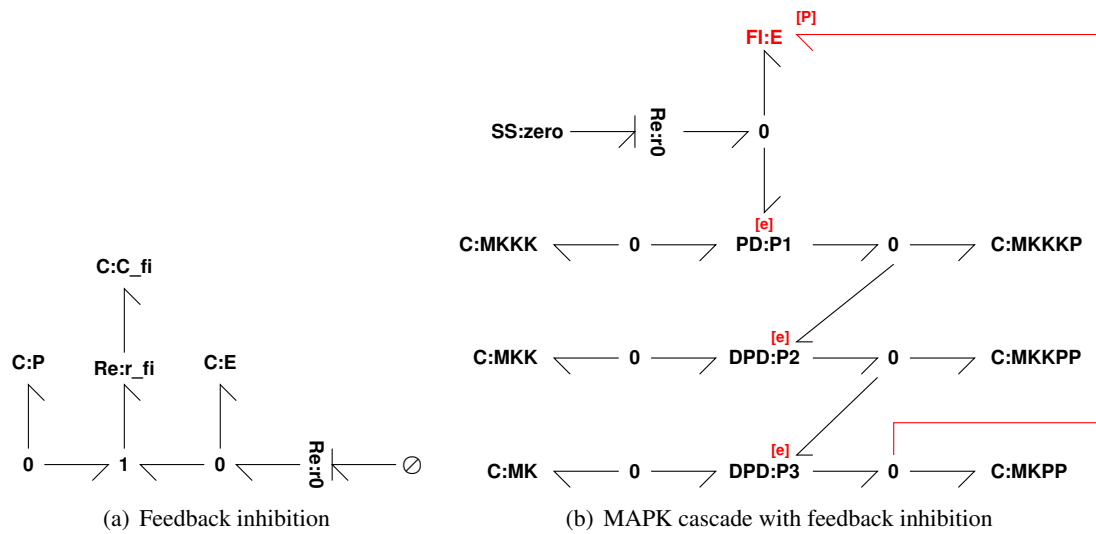 [P]
FI:E
SS:zero
Re:r0
0
[e]
C:MKKK
0
PD:P1
0
C:MKKKP
C:C_fi
[e]
C:P
Re:r_fi
C:E
C:MKK
0
DPD:P2
0
C:MKKPP
[e]
0
1
0
Re:r0
C:MK
0
DPD:P3
0
C:MKPP
(a) Feedback inhibition
(b) MAPK cascade with feedback inhibition